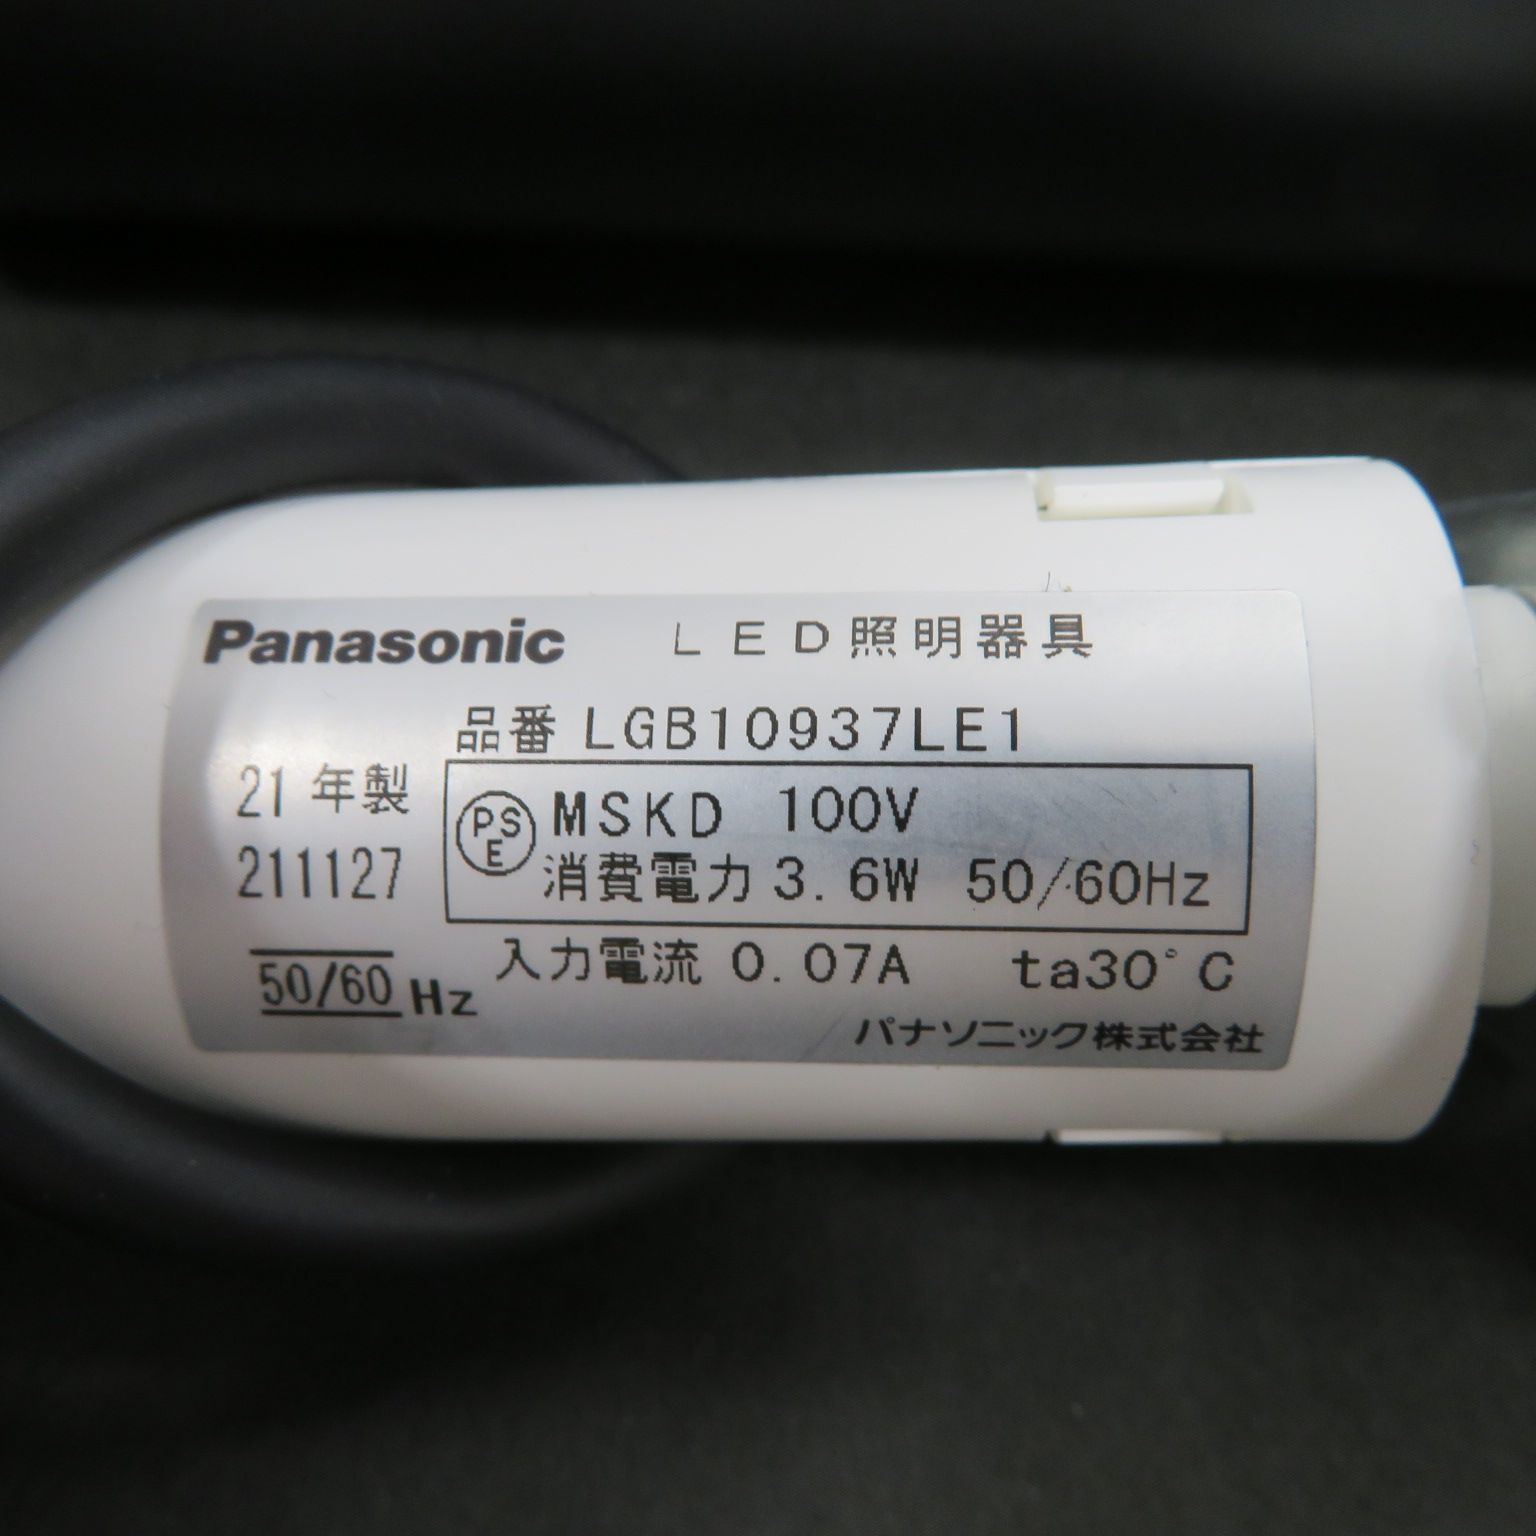 Panasonic LED照明器具
品番 LGB10937LE1
21年製
211127
50/60 Hz
PSE MSKD 100V
消費電力 3.6W 50/60Hz
入力電流 0.07A ta30°C
パナソニック株式会社